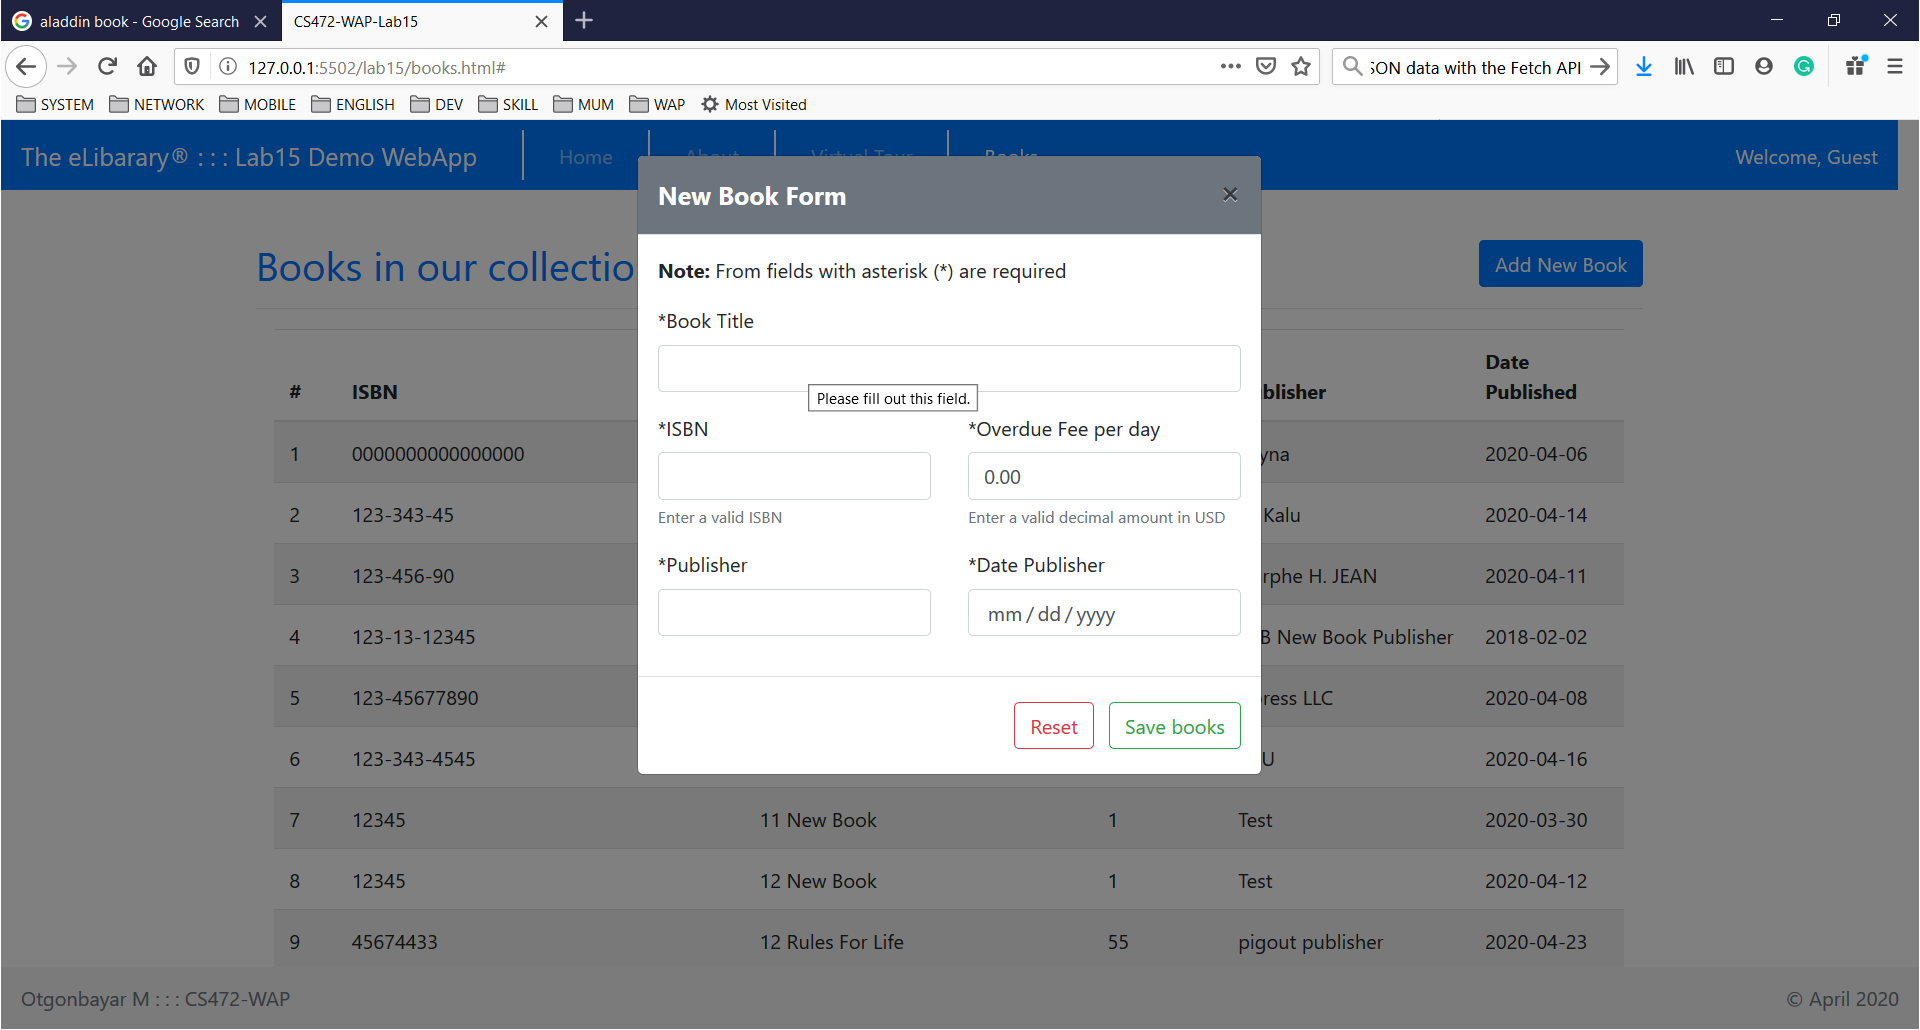 aladdin book - Google Search
CS472-WAP-Lab15
127.0.0.1:5502/lab15/books.html#
SON data with the Fetch API
SYSTEM NETWORK MOBILE ENGLISH DEV SKILL MUM WAP Most Visited
The eLibarary® : : : Lab15 Demo WebApp Home About Virtual Tour Books Welcome, Guest
New Book Form
Books in our collectio
Add New Book
Note: From fields with asterisk (*) are required
*Book Title
Please fill out this field.
*ISBN *Overdue Fee per day
0.00
Enter a valid ISBN Enter a valid decimal amount in USD
*Publisher *Date Publisher
mm / dd / yyyy
Reset Save books
# ISBN blisher Date Published
1 0000000000000000 yna 2020-04-06
2 123-343-45 Kalu 2020-04-14
3 123-456-90 rphe H. JEAN 2020-04-11
4 123-13-12345 B New Book Publisher 2018-02-02
5 123-45677890 ress LLC 2020-04-08
6 123-343-4545 U 2020-04-16
7 12345 11 New Book 1 Test 2020-03-30
8 12345 12 New Book 1 Test 2020-04-12
9 45674433 12 Rules For Life 55 pigout publisher 2020-04-23
Otgonbayar M : : : CS472-WAP © April 2020